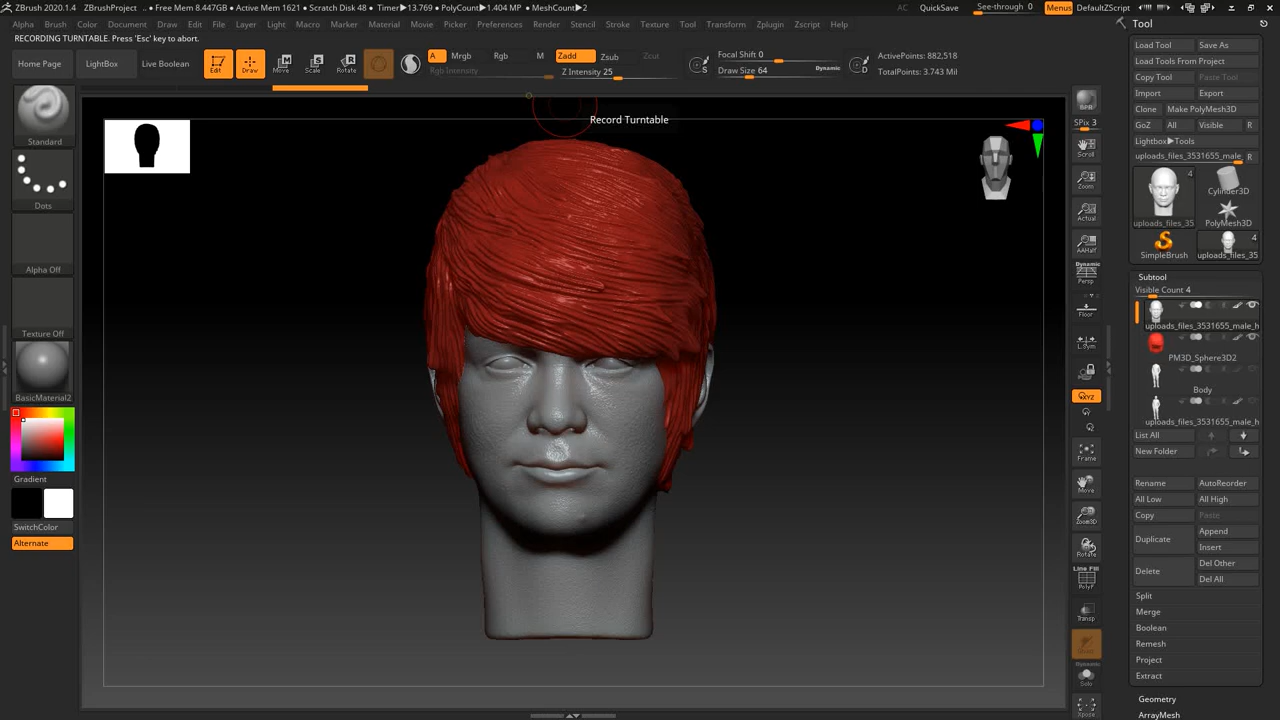 ZBrush 2020.1.4 ZBrushProject .. • Free Mem 8.447GB • Active Mem 1621 • Scratch Disk 48 • Timer▶13.769 • PolyCount▶1.404 MP • MeshCount▶2 AC QuickSave See-through 0 Menus DefaultZScript
Alpha Brush Color Document Draw Edit File Layer Light Macro Marker Material Movie Picker Preferences Render Stencil Stroke Texture Tool Transform Zplugin Zscript Help
Tool
RECORDING TURNTABLE. Press 'Esc' key to abort.
Home Page LightBox Live Boolean Edit Draw Move Scale Rotate
A Mrgb Rgb M Zadd Zsub Zcut
Rgb Intensity Z Intensity 25
Focal Shift 0
Draw Size 64 Dynamic
S D
ActivePoints: 882,518
TotalPoints: 3.743 Mil
Record Turntable
Standard
Dots
Alpha Off
Texture Off
BasicMaterial2
Gradient
SwitchColor
Alternate
BPR
SPix 3
Scroll
Zoom
Actual
AAHalf
Dynamic
Persp
Floor
L.Sym
XYZ
Frame
Move
Zoom3D
Rotate
Line Fill
PolyF
Transp
Dynamic
Solo
Xpose
Load Tool Save As
Load Tools From Project
Copy Tool Paste Tool
Import Export
Clone Make PolyMesh3D
GoZ All Visible R
Lightbox▶Tools
uploads_files_3531655_male_ R
4
Cylinder3D
uploads_files_35 PolyMesh3D
4
SimpleBrush uploads_files_35
Subtool
Visible Count 4
uploads_files_3531655_male_h
PM3D_Sphere3D2
Body
uploads_files_3531655_male_h
List All
New Folder
Rename AutoReorder
All Low All High
Copy Paste
Duplicate Append
Insert
Delete Del Other
Del All
Split
Merge
Boolean
Remesh
Project
Extract
Geometry
ArrayMesh